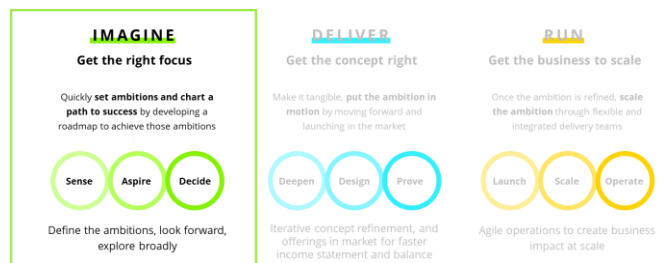 IMAGINE
Get the right focus
Quickly set ambitions and chart a
path to success by developing a
roadmap to achieve those ambitions
Sense
Aspire
Decide
Define the ambitions, look forward,
explore broadly
DELIVER
Get the concept right
Make it tangible, put the ambition in
motion by moving forward and
launching in the market
Deepen
Design
Prove
Iterative concept refinement, and
offerings in market for faster
income statement and balance
RUN
Get the business to scale
Once the ambition is refined, scale
the ambition through flexible and
integrated delivery teams
Launch
Scale
Operate
Agile operations to create business
impact at scale